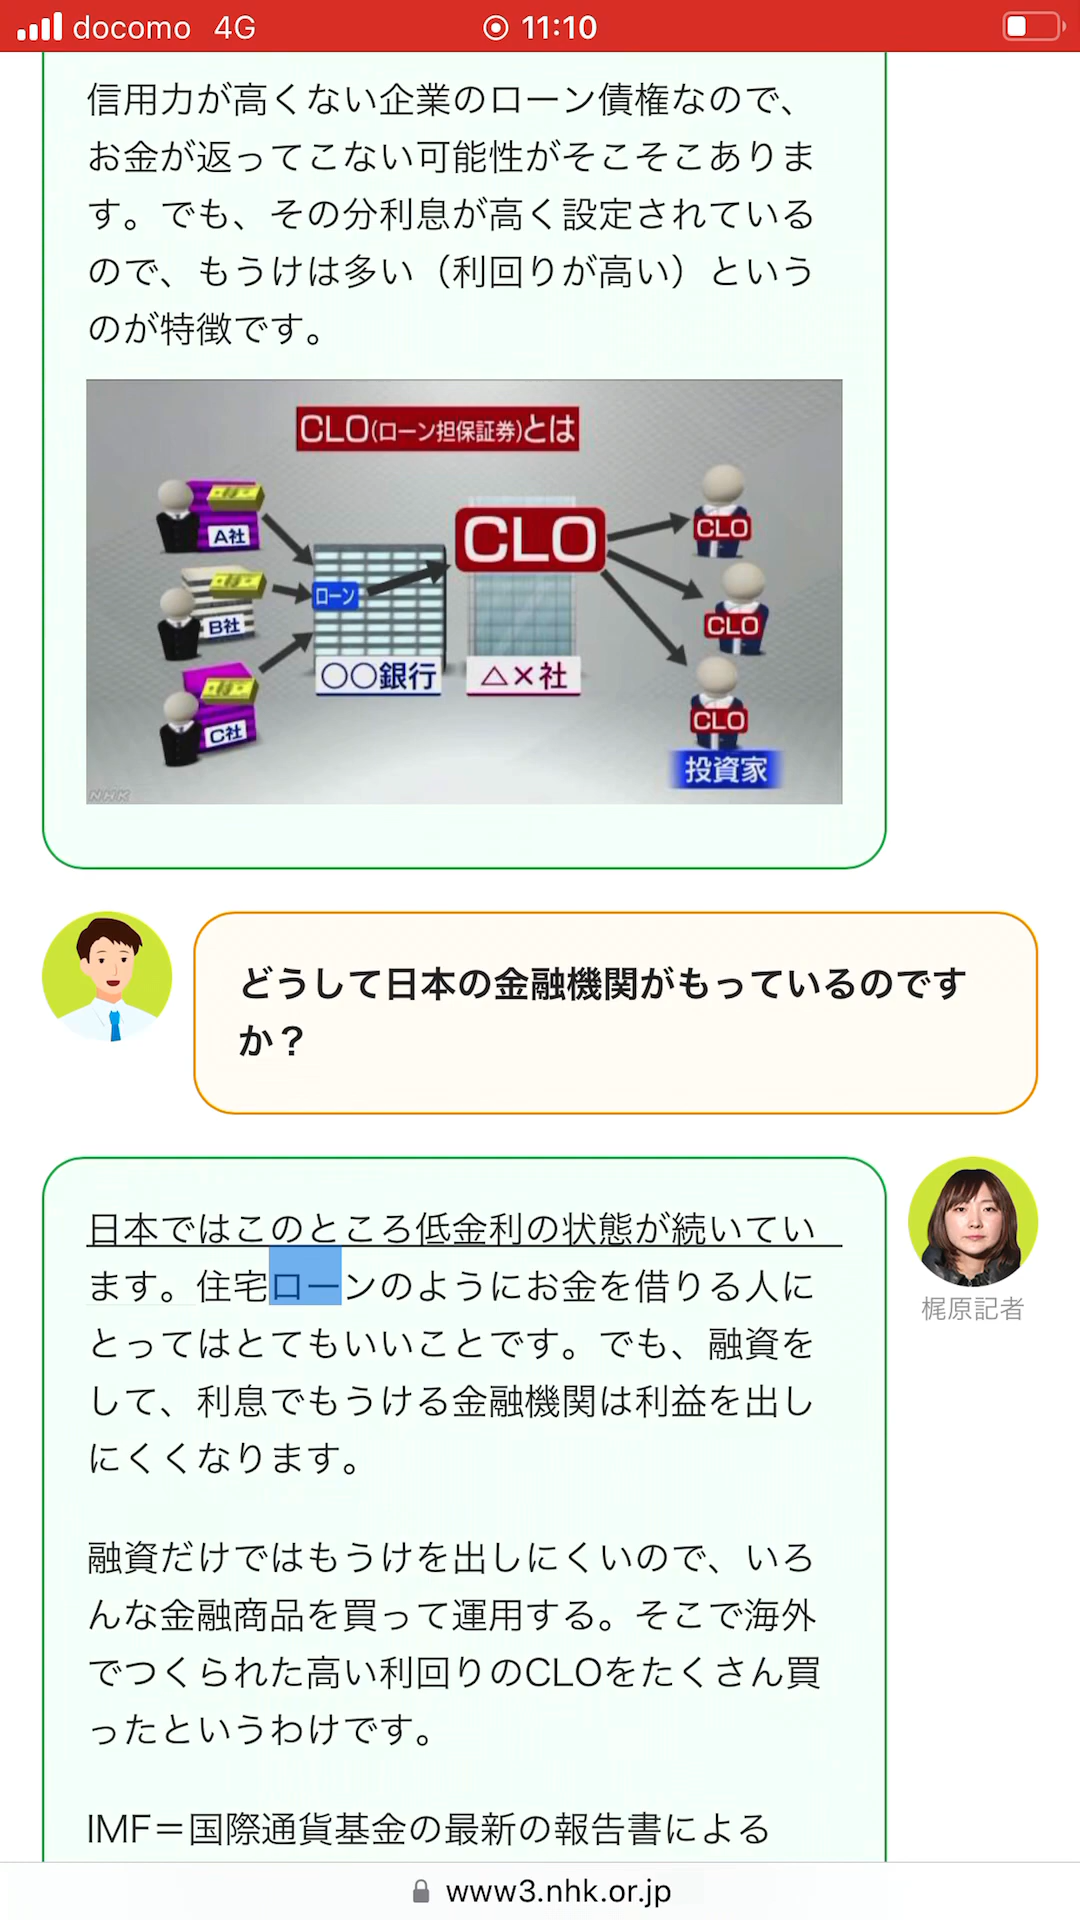 docomo 4G 11:10
信用力が高くない企業のローン債権なので、
お金が返ってこない可能性がそこそこありま
す。でも、その分利息が高く設定されている
ので、もうけは多い（利回りが高い）という
のが特徴です。
CLO(ローン担保証券)とは
A社
B社
C社
ローン
〇〇銀行
CLO
△×社
CLO
CLO
CLO
投資家
NHK
どうして日本の金融機関がもっているのです
か？
日本ではこのところ低金利の状態が続いてい
ます。住宅ローンのようにお金を借りる人に
とってはとてもいいことです。でも、融資を
して、利息でもうける金融機関は利益を出し
にくくなります。
梶原記者
融資だけではもうけを出しにくいので、いろ
んな金融商品を買って運用する。そこで海外
でつくられた高い利回りのCLOをたくさん買
ったというわけです。
IMF＝国際通貨基金の最新の報告書による
www3.nhk.or.jp